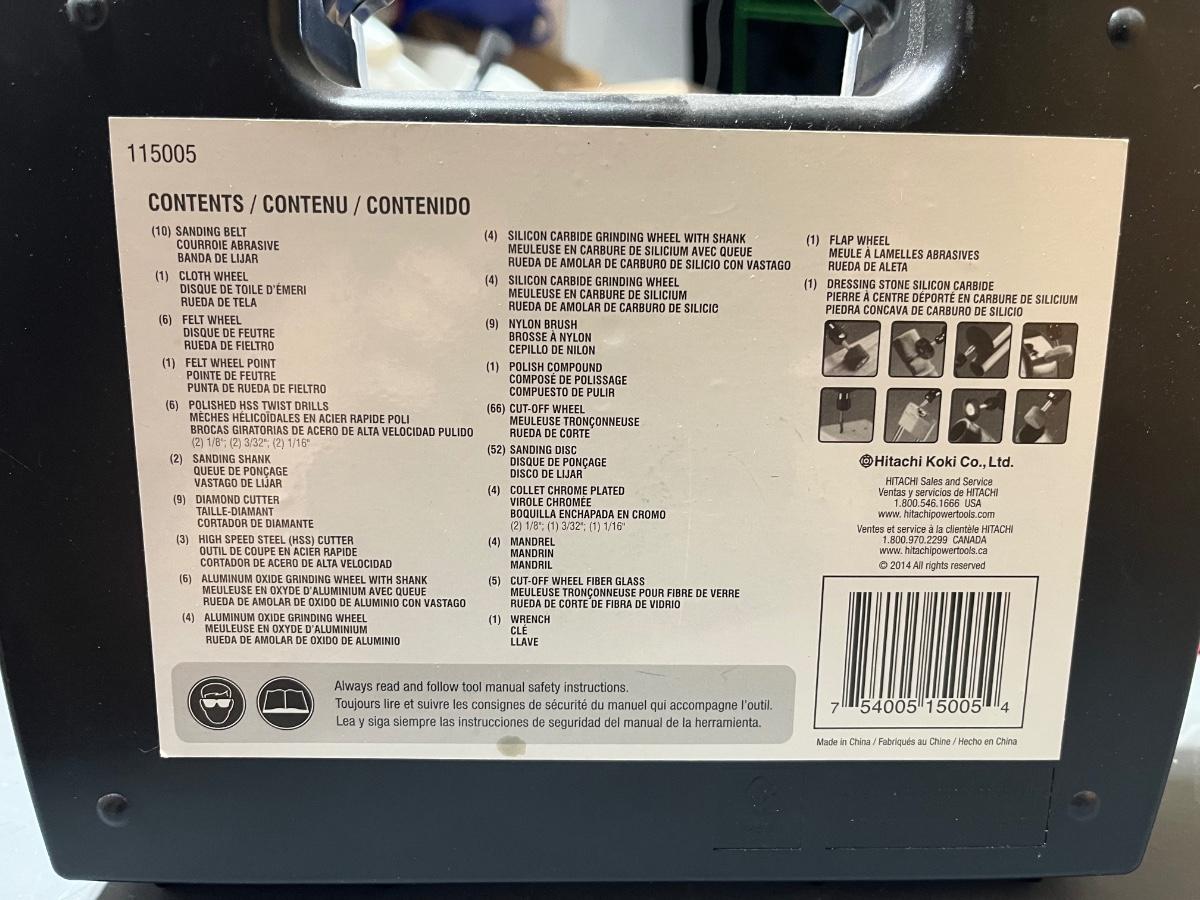 115005
CONTENTS / CONTENU / CONTENIDO
(10) SANDING BELT
COURROIE ABRASIVE
BANDA DE LIJAR
(1) CLOTH WHEEL
DISQUE DE TOILE D'ÉMERI
RUEDA DE TELA
(6) FELT WHEEL
DISQUE DE FEUTRE
RUEDA DE FIELTRO
(1) FELT WHEEL POINT
POINTE DE FEUTRE
PUNTA DE RUEDA DE FIELTRO
(6) POLISHED HSS TWIST DRILLS
MÈCHES HÉLICOÏDALES EN ACIER RAPIDE POLI
BROCAS GIRATORIAS DE ACERO DE ALTA VELOCIDAD PULIDO
(2) 1/8"; (2) 3/32"; (2) 1/16"
(2) SANDING SHANK
QUEUE DE PONÇAGE
VASTAGO DE LIJAR
(9) DIAMOND CUTTER
TAILLE-DIAMANT
CORTADOR DE DIAMANTE
(3) HIGH SPEED STEEL (HSS) CUTTER
OUTIL DE COUPE EN ACIER RAPIDE
CORTADOR DE ACERO DE ALTA VELOCIDAD
(6) ALUMINUM OXIDE GRINDING WHEEL WITH SHANK
MEULEUSE EN OXYDE D'ALUMINIUM AVEC QUEUE
RUEDA DE AMOLAR DE OXIDO DE ALUMINIO CON VASTAGO
(4) ALUMINUM OXIDE GRINDING WHEEL
MEULEUSE EN OXYDE D'ALUMINIUM
RUEDA DE AMOLAR DE OXIDO DE ALUMINIO
(4) SILICON CARBIDE GRINDING WHEEL WITH SHANK
MEULEUSE EN CARBURE DE SILICIUM AVEC QUEUE
RUEDA DE AMOLAR DE CARBURO DE SILICIO CON VASTAGO
(4) SILICON CARBIDE GRINDING WHEEL
MEULEUSE EN CARBURE DE SILICIUM
RUEDA DE AMOLAR DE CARBURO DE SILICIC
(9) NYLON BRUSH
BROSSE À NYLON
CEPILLO DE NILON
(1) POLISH COMPOUND
COMPOSÉ DE POLISSAGE
COMPUESTO DE PULIR
(66) CUT-OFF WHEEL
MEULEUSE TRONÇONNEUSE
RUEDA DE CORTE
(52) SANDING DISC
DISQUE DE PONÇAGE
DISCO DE LIJAR
(4) COLLET CHROME PLATED
VIROLE CHROMÉE
BOQUILLA ENCHAPADA EN CROMO
(2) 1/8"; (1) 3/32"; (1) 1/16"
(4) MANDREL
MANDRIN
MANDRIL
(5) CUT-OFF WHEEL FIBER GLASS
MEULEUSE TRONÇONNEUSE POUR FIBRE DE VERRE
RUEDA DE CORTE DE FIBRA DE VIDRIO
(1) WRENCH
CLÉ
LLAVE
(1) FLAP WHEEL
MEULE À LAMELLES ABRASIVES
RUEDA DE ALETA
(1) DRESSING STONE SILICON CARBIDE
PIERRE À CENTRE DÉPORTÉ EN CARBURE DE SILICIUM
PIEDRA CONCAVA DE CARBURO DE SILICIO
Hitachi Koki Co., Ltd.
HITACHI Sales and Service
Ventas y servicios de HITACHI
1.800.546.1666 USA
www. hitachipowertools.com
Ventes et service à la clientèle HITACHI
1.800.970.2299 CANADA
www. hitachipowertools.ca
© 2014 All rights reserved
7 54005 15005 4
Made in China / Fabriqués au Chine / Hecho en China
Always read and follow tool manual safety instructions.
Toujours lire et suivre les consignes de sécurité du manuel qui accompagne l'outil.
Lea y siga siempre las instrucciones de seguridad del manual de la herramienta.